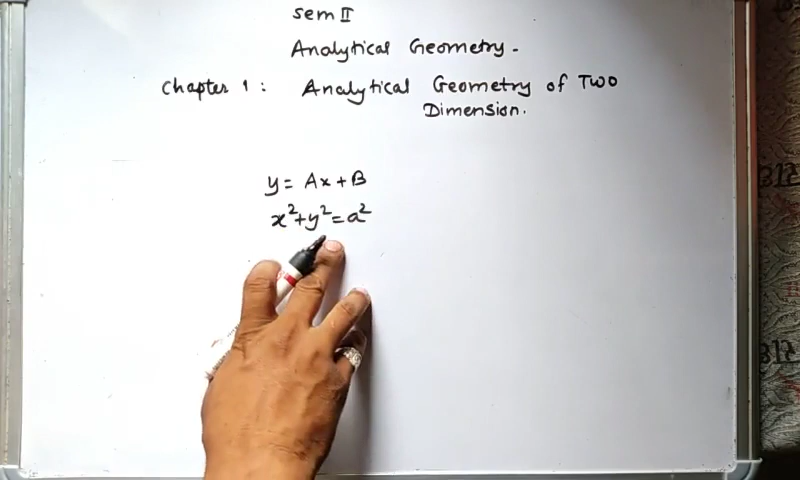 sem II
Analytical Geometry.
Chapter 1: Analytical Geometry of Two
Dimension.
y = Ax + B
x² + y² = a²